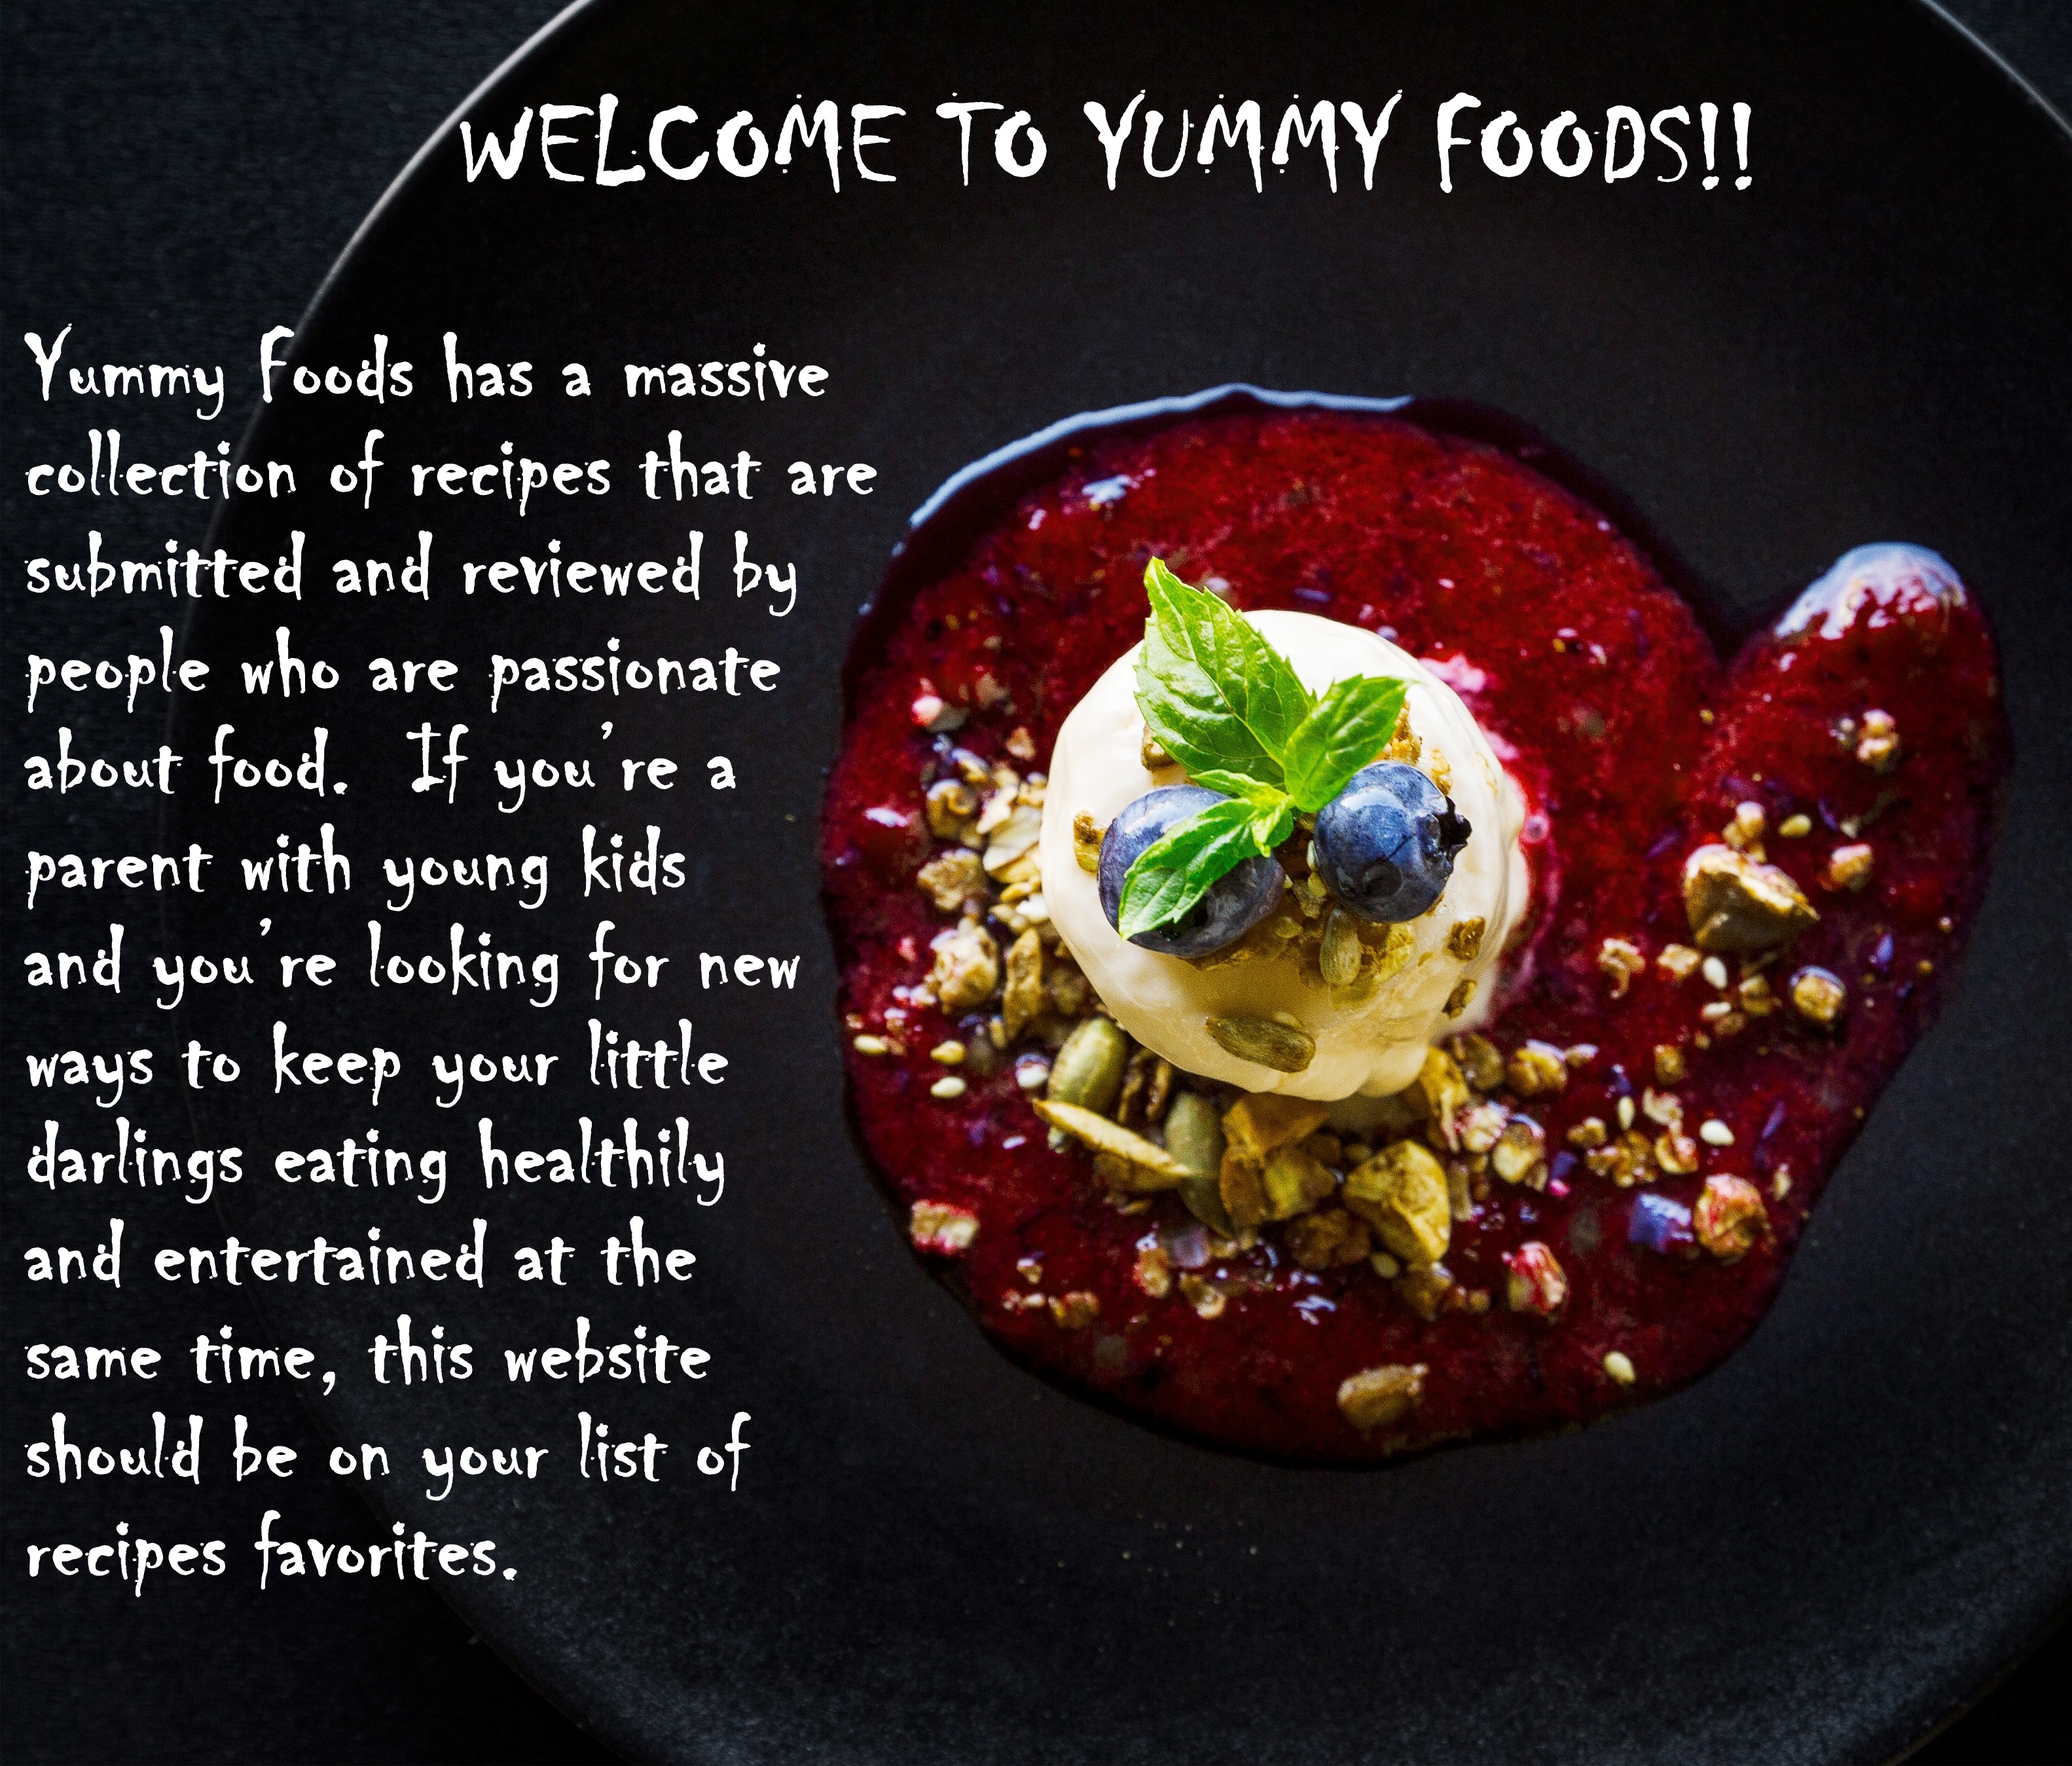 WELCOME TO YUMMY FOODS!!
Yummy Foods has a massive
collection of recipes that are
submitted and reviewed by
people who are passionate
about food.  If you're a
parent with young kids
and you're looking for new
ways to keep your little
darlings eating healthily
and entertained at the
same time, this website
should be on your list of
recipes favorites.